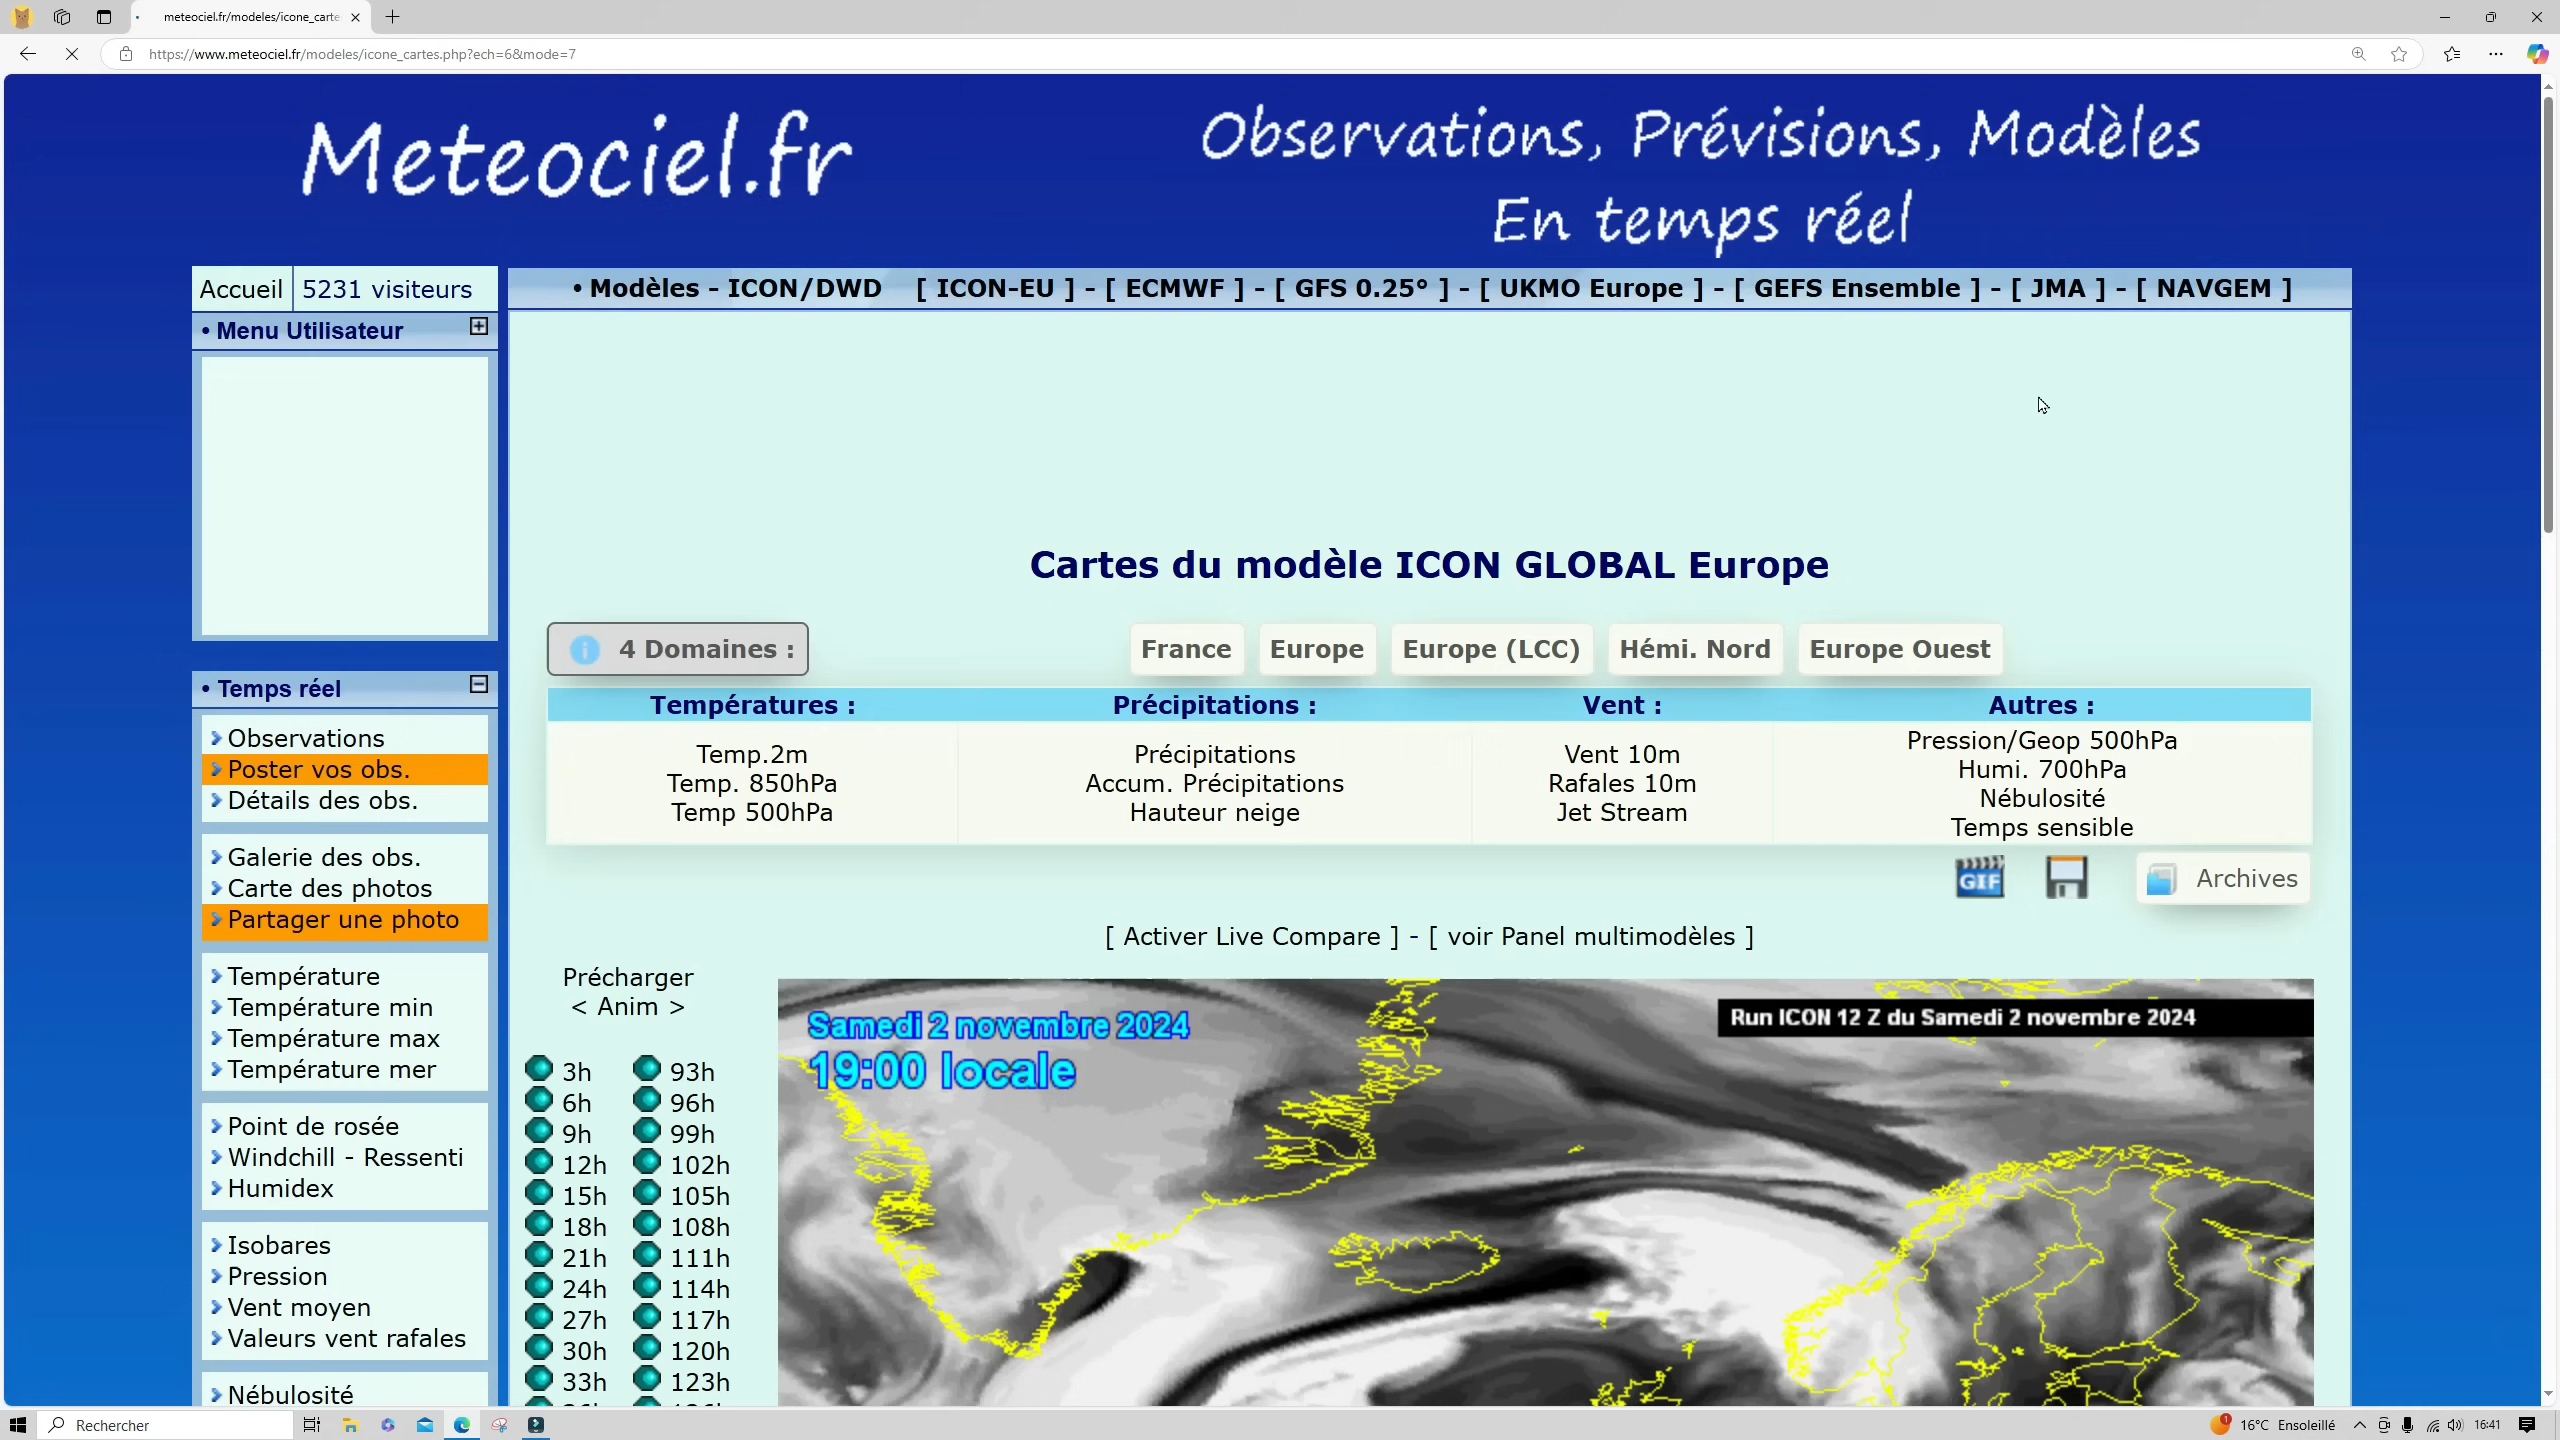 meteociel.fr/modeles/icone_carte
https://www.meteociel.fr/modeles/icone_cartes.php?ech=6&mode=7
Meteociel.fr
Observations, Prévisions, Modèles
En temps réel
Accueil
5231 visiteurs
• Modèles - ICON/DWD [ ICON-EU ] - [ ECMWF ] - [ GFS 0.25° ] - [ UKMO Europe ] - [ GEFS Ensemble ] - [ JMA ] - [ NAVGEM ]
• Menu Utilisateur
Cartes du modèle ICON GLOBAL Europe
4 Domaines :
France
Europe
Europe (LCC)
Hémi. Nord
Europe Ouest
Températures :
Temp.2m
Temp. 850hPa
Temp 500hPa
Précipitations :
Précipitations
Accum. Précipitations
Hauteur neige
Vent :
Vent 10m
Rafales 10m
Jet Stream
Autres :
Pression/Geop 500hPa
Humi. 700hPa
Nébulosité
Temps sensible
GIF
Archives
[ Activer Live Compare ] - [ voir Panel multimodèles ]
• Temps réel
Observations
Poster vos obs.
Détails des obs.
Galerie des obs.
Carte des photos
Partager une photo
Température
Température min
Température max
Température mer
Point de rosée
Windchill - Ressenti
Humidex
Isobares
Pression
Vent moyen
Valeurs vent rafales
Nébulosité
Précharger
< Anim >
3h 93h
6h 96h
9h 99h
12h 102h
15h 105h
18h 108h
21h 111h
24h 114h
27h 117h
30h 120h
33h 123h
Samedi 2 novembre 2024
19:00 locale
Run ICON 12 Z du Samedi 2 novembre 2024
Rechercher
1
16°C Ensoleillé
16:41